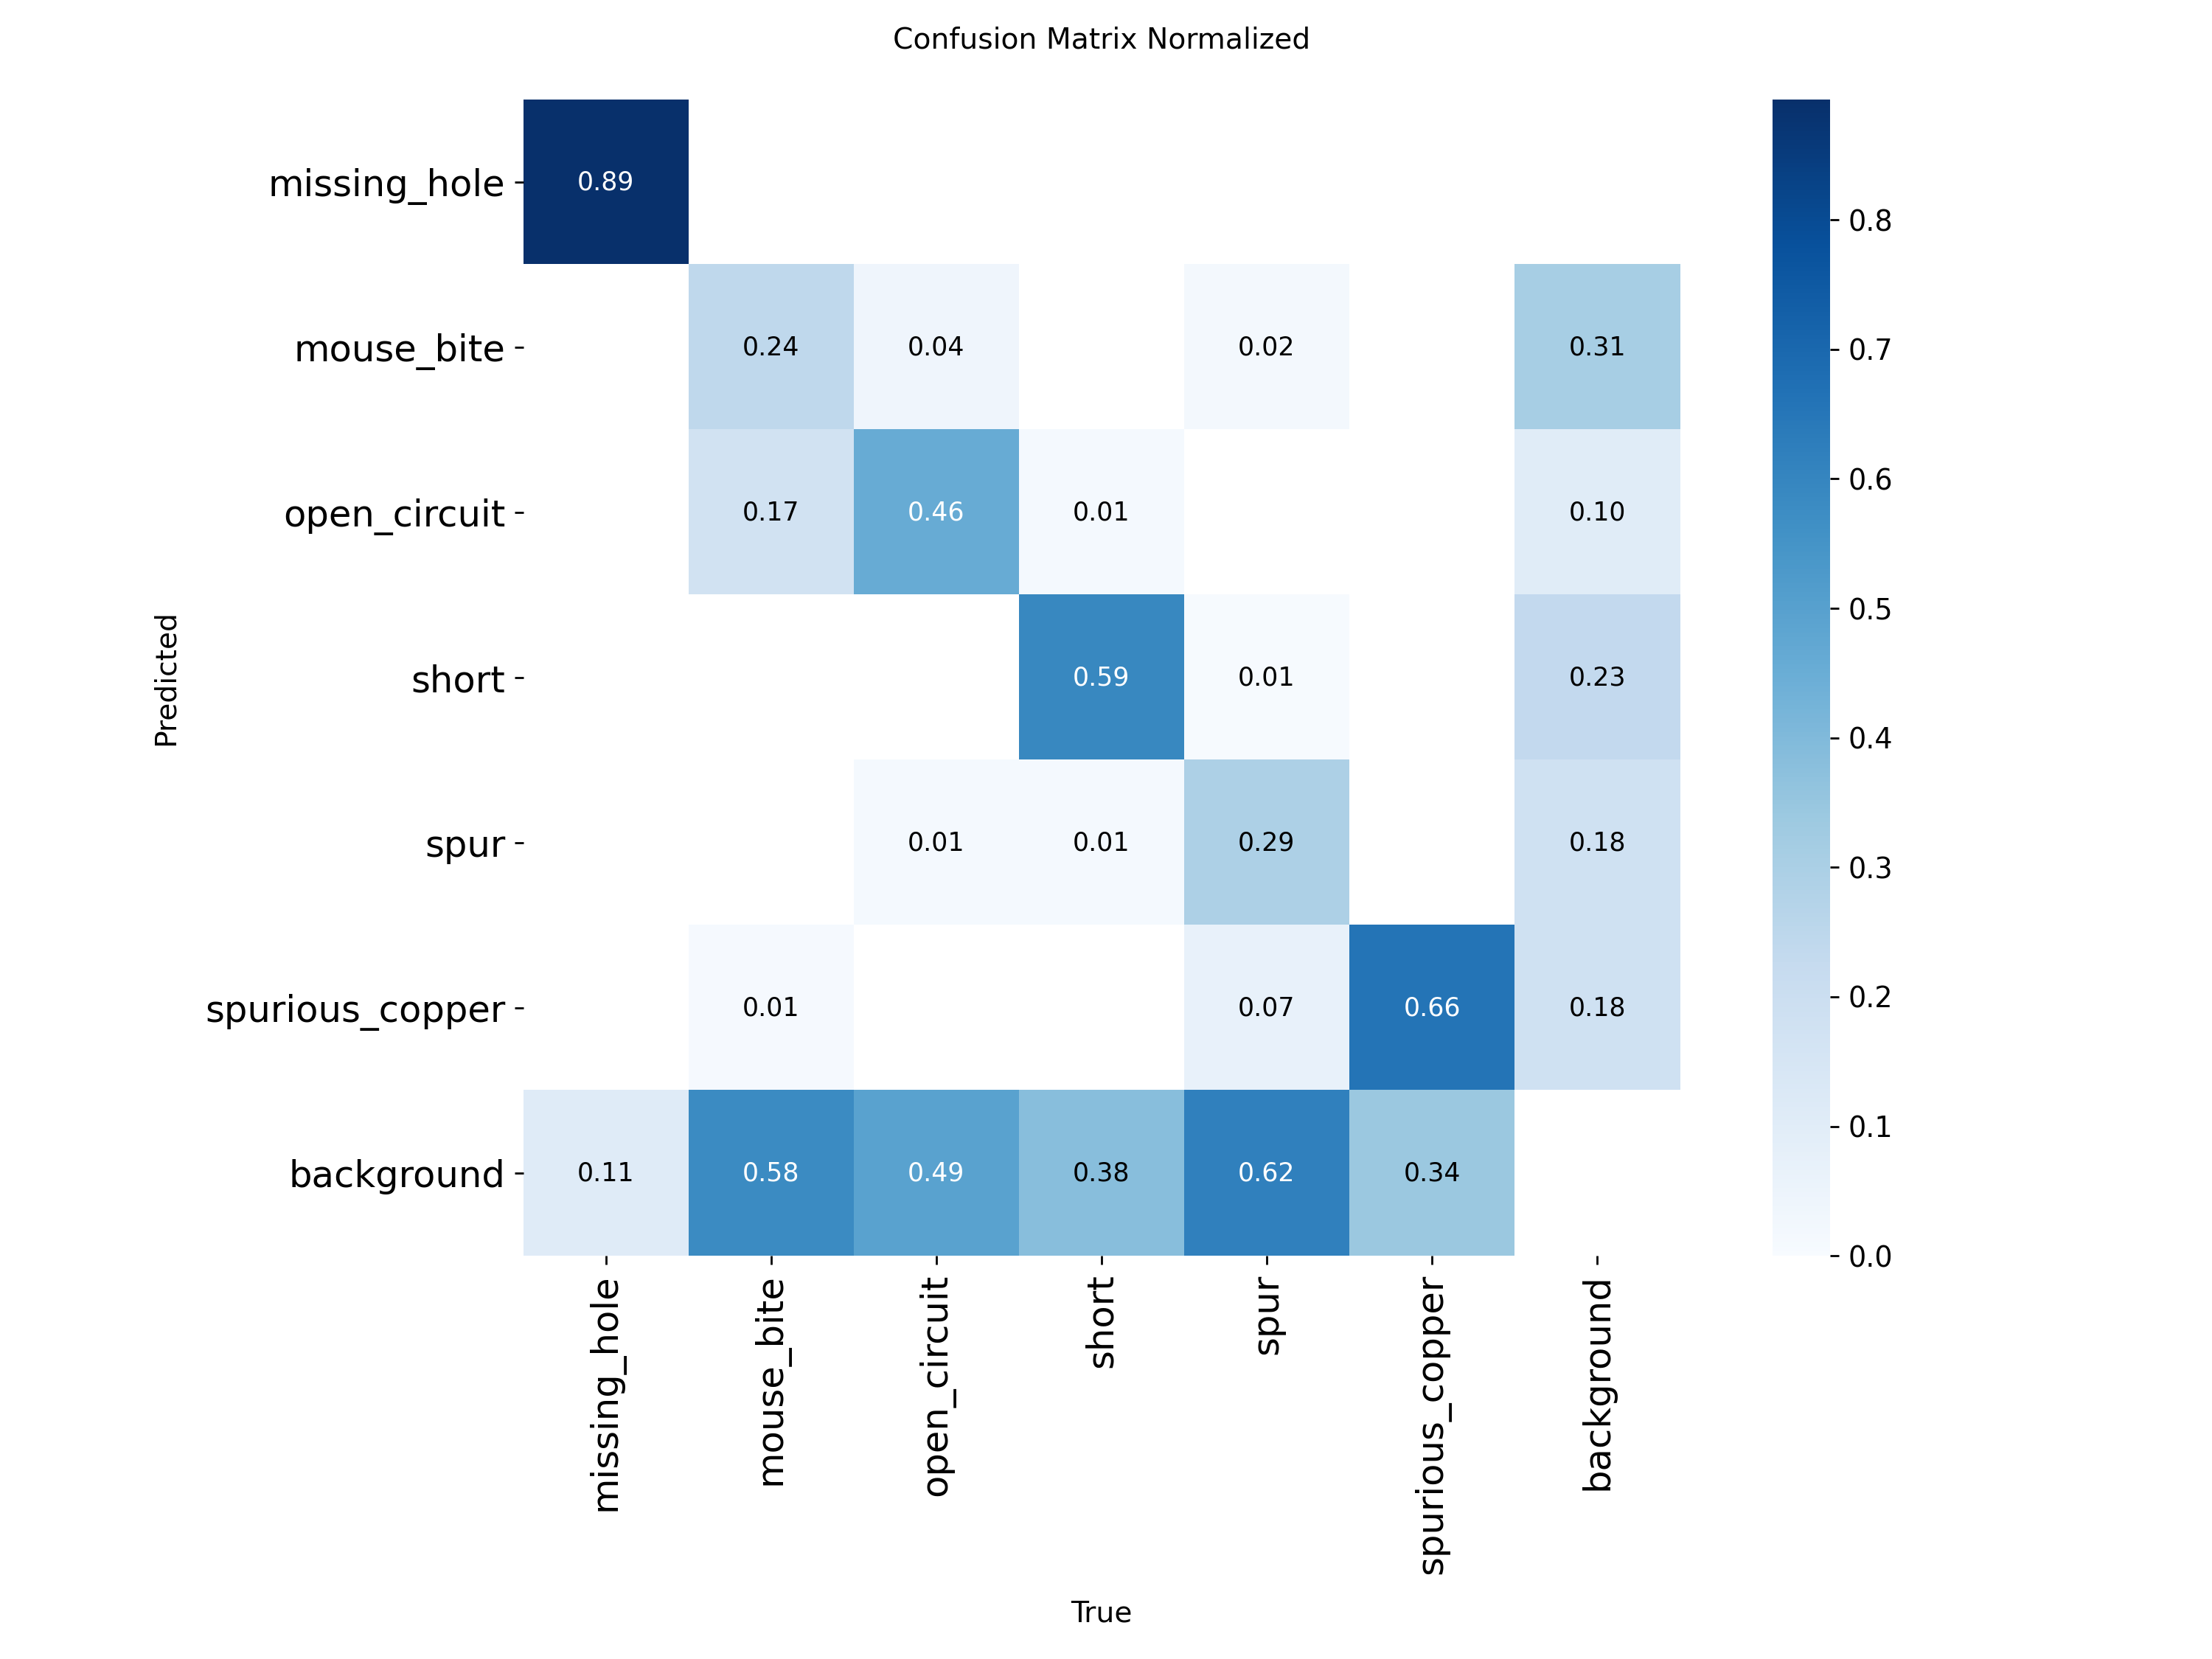 Confusion Matrix Normalized
missing_hole 0.89
mouse_bite 0.24 0.04 0.02 0.31
open_circuit 0.17 0.46 0.01 0.10
short 0.59 0.01 0.23
spur 0.01 0.01 0.29 0.18
spurious_copper 0.01 0.07 0.66 0.18
background 0.11 0.58 0.49 0.38 0.62 0.34
Predicted
missing_hole
mouse_bite
open_circuit
short
spur
spurious_copper
background
True
0.8
0.7
0.6
0.5
0.4
0.3
0.2
0.1
0.0